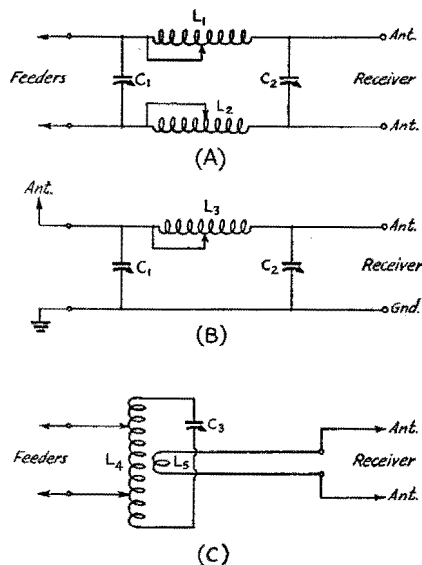 L₁
Ant.
Feeders C₁ C₂ Receiver
L₂
Ant.
(A)
Ant.
L₃
Ant.
C₁ C₂ Receiver
Gnd.
(B)
C₃
Ant.
Feeders L₄ L₅ Receiver
Ant.
(C)